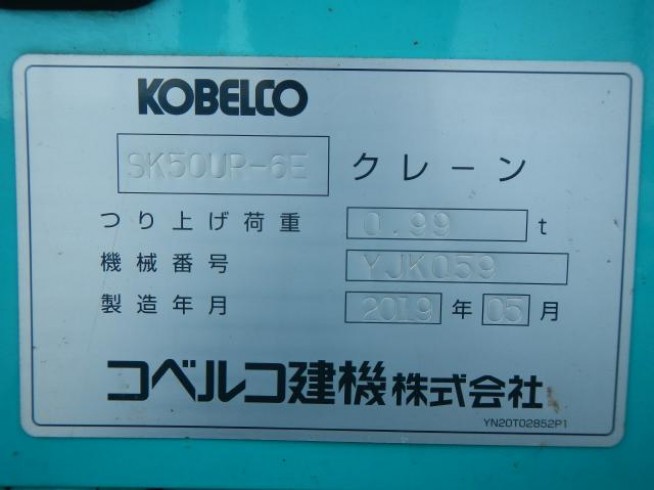 KOBELCO
SK50UR-6E クレーン
つり上げ荷重 0.99 t
機械番号 YJK059
製造年月 2019 年 05 月
コベルコ建機株式会社
YN20T02852P1